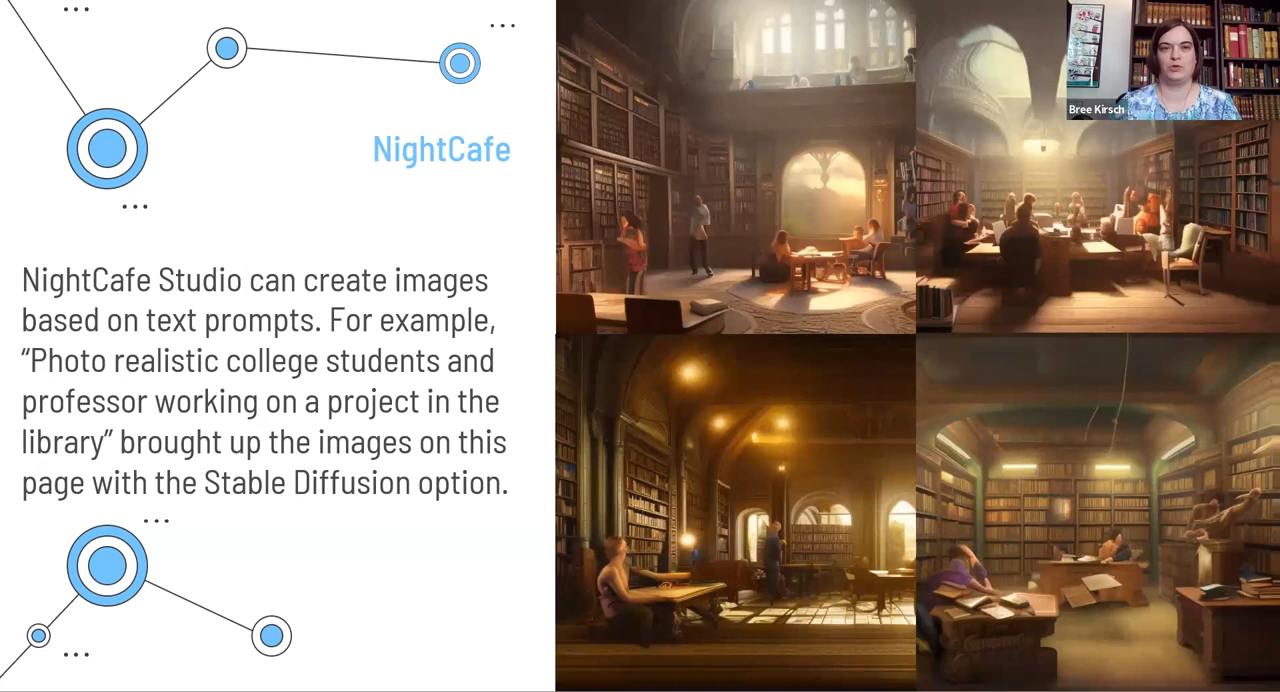 NightCafe
NightCafe Studio can create images
based on text prompts. For example,
“Photo realistic college students and
professor working on a project in the
library” brought up the images on this
page with the Stable Diffusion option.
Bree Kirsch